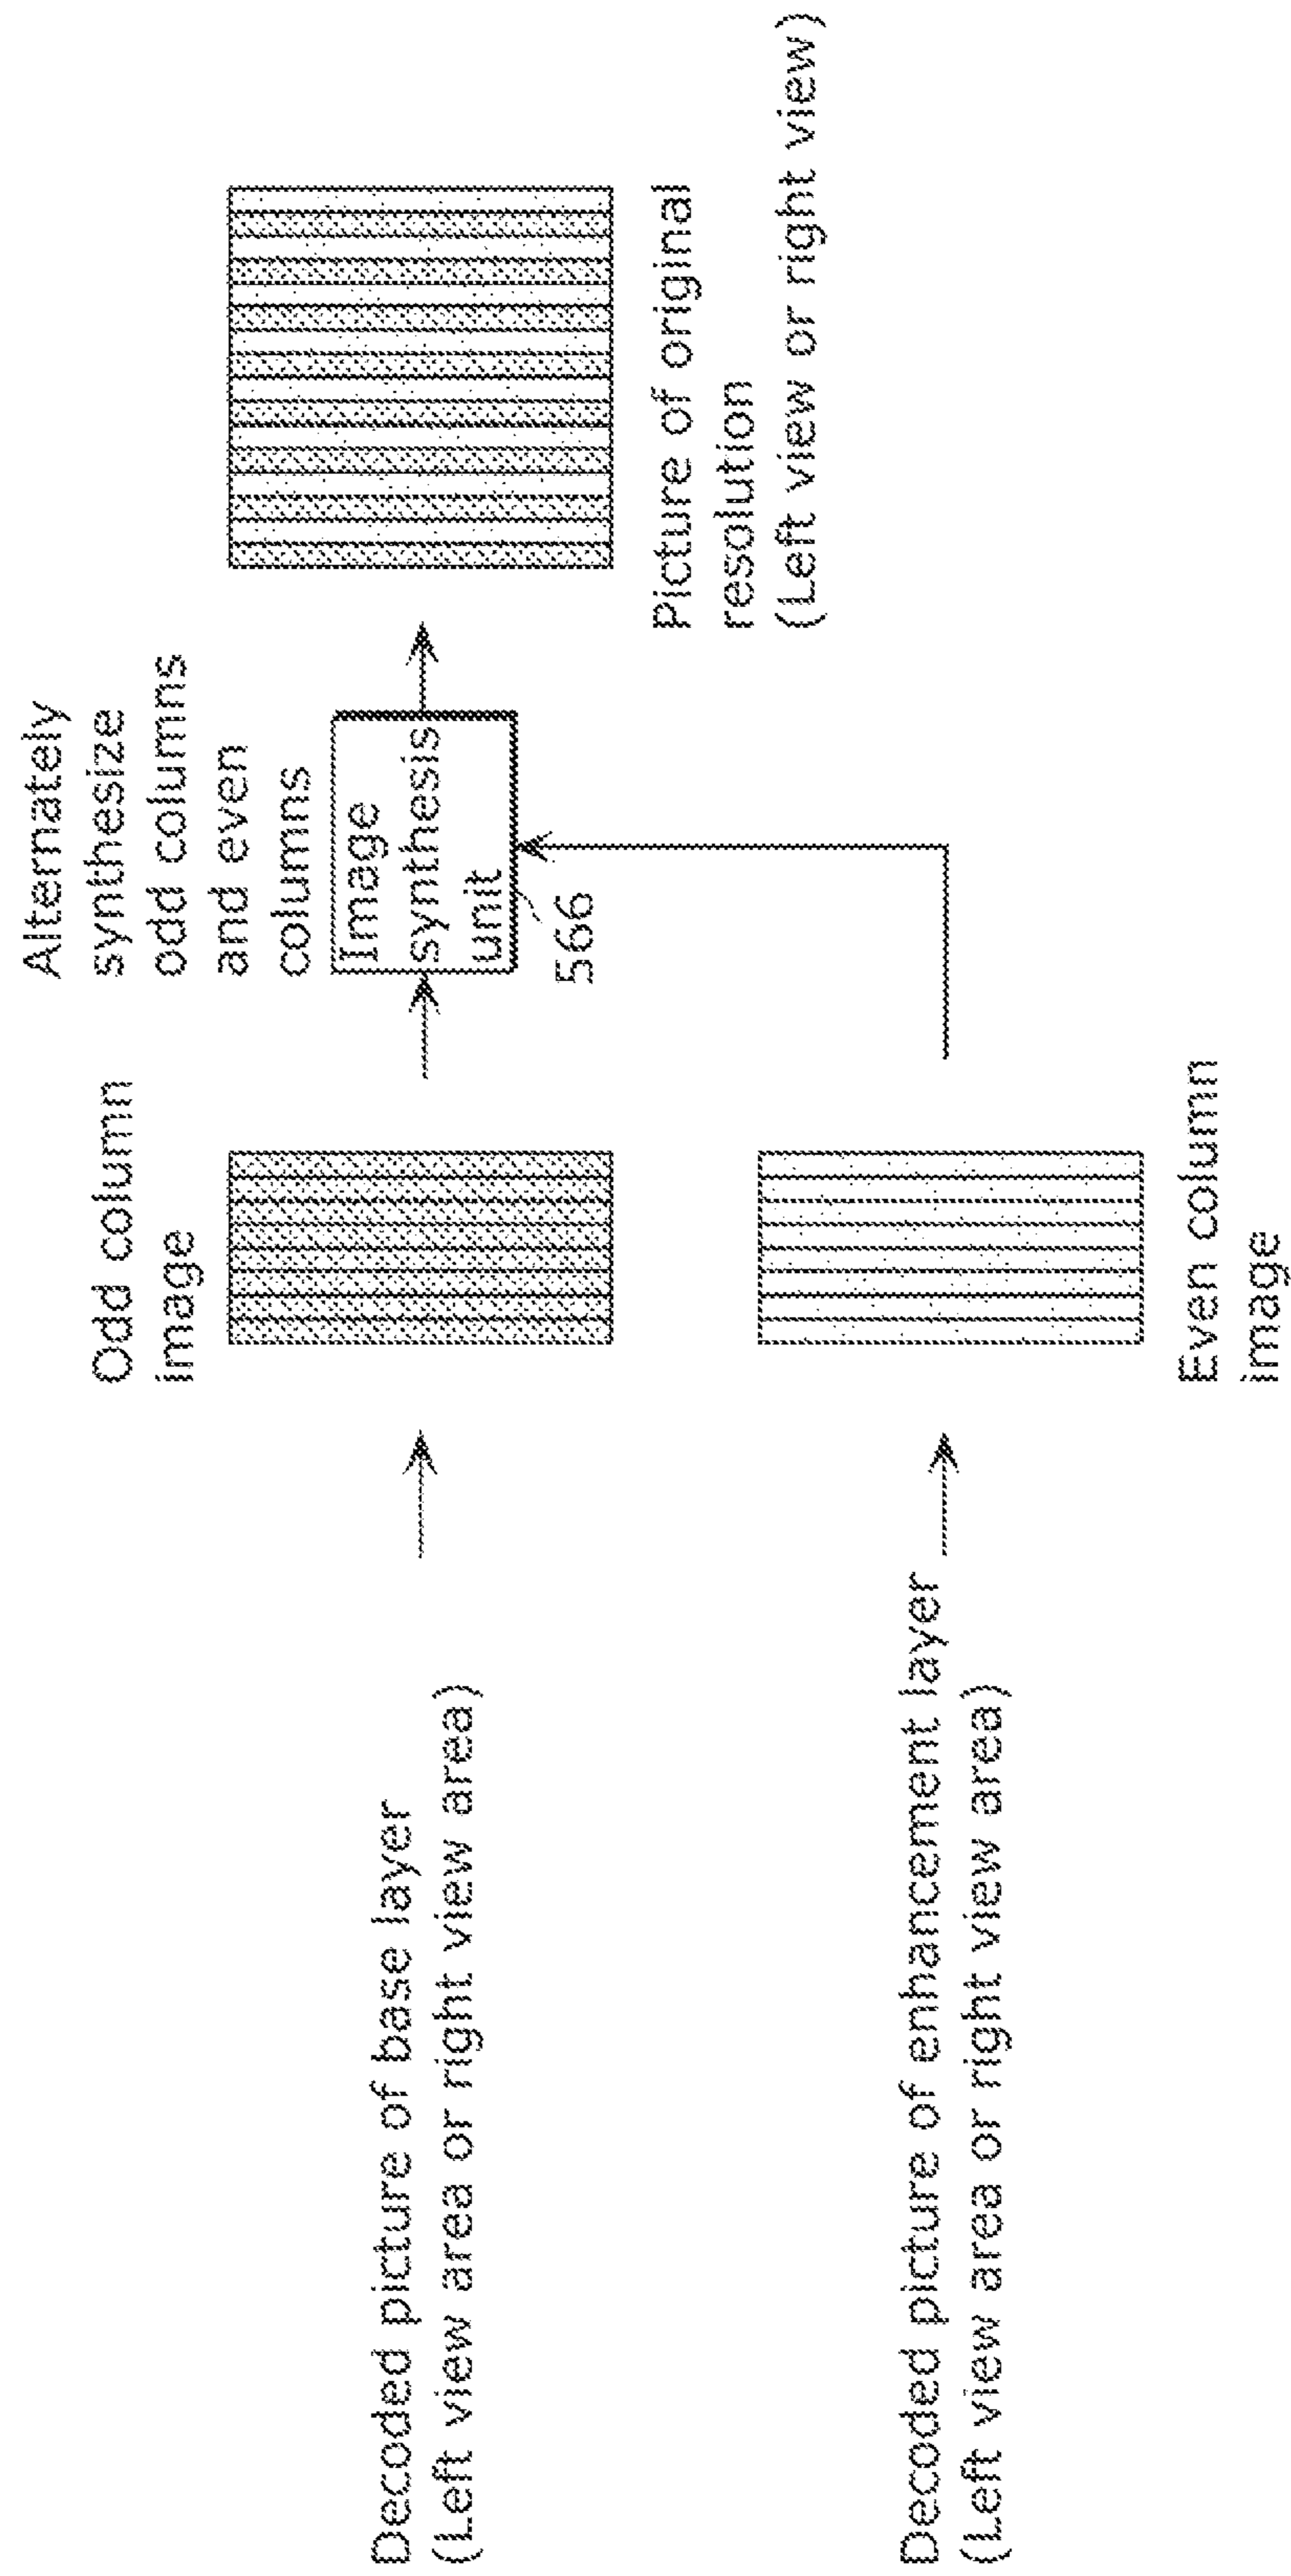 Decoded picture of base layer
(Left view area or right view area)
Odd column
image
Alternately
synthesize
odd columns
and even
columns
Image
synthesis
unit
566
Picture of original
resolution
(Left view or right view)
Decoded picture of enhancement layer
(Left view area or right view area)
Even column
image